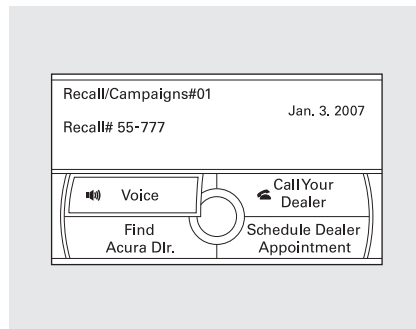 Recall/Campaigns#01
Jan. 3. 2007
Recall# 55-777
Voice
Call Your
Dealer
Find
Acura Dlr.
Schedule Dealer
Appointment